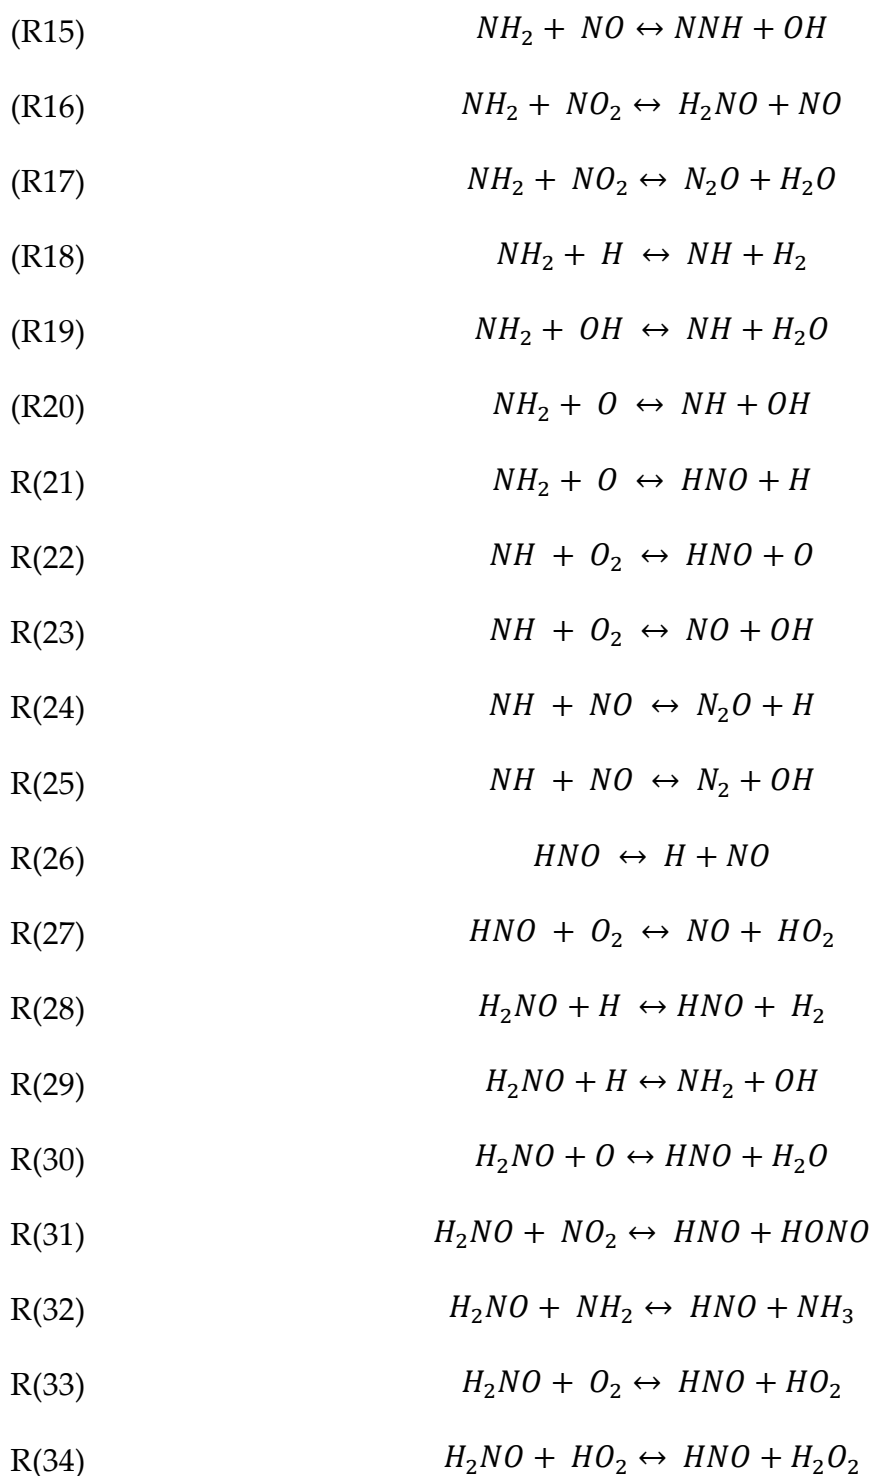 (R15) NH₂ + NO ↔ NNH + OH
(R16) NH₂ + NO₂ ↔ H₂NO + NO
(R17) NH₂ + NO₂ ↔ N₂O + H₂O
(R18) NH₂ + H ↔ NH + H₂
(R19) NH₂ + OH ↔ NH + H₂O
(R20) NH₂ + O ↔ NH + OH
R(21) NH₂ + O ↔ HNO + H
R(22) NH + O₂ ↔ HNO + O
R(23) NH + O₂ ↔ NO + OH
R(24) NH + NO ↔ N₂O + H
R(25) NH + NO ↔ N₂ + OH
R(26) HNO ↔ H + NO
R(27) HNO + O₂ ↔ NO + HO₂
R(28) H₂NO + H ↔ HNO + H₂
R(29) H₂NO + H ↔ NH₂ + OH
R(30) H₂NO + O ↔ HNO + H₂O
R(31) H₂NO + NO₂ ↔ HNO + HONO
R(32) H₂NO + NH₂ ↔ HNO + NH₃
R(33) H₂NO + O₂ ↔ HNO + HO₂
R(34) H₂NO + HO₂ ↔ HNO + H₂O₂